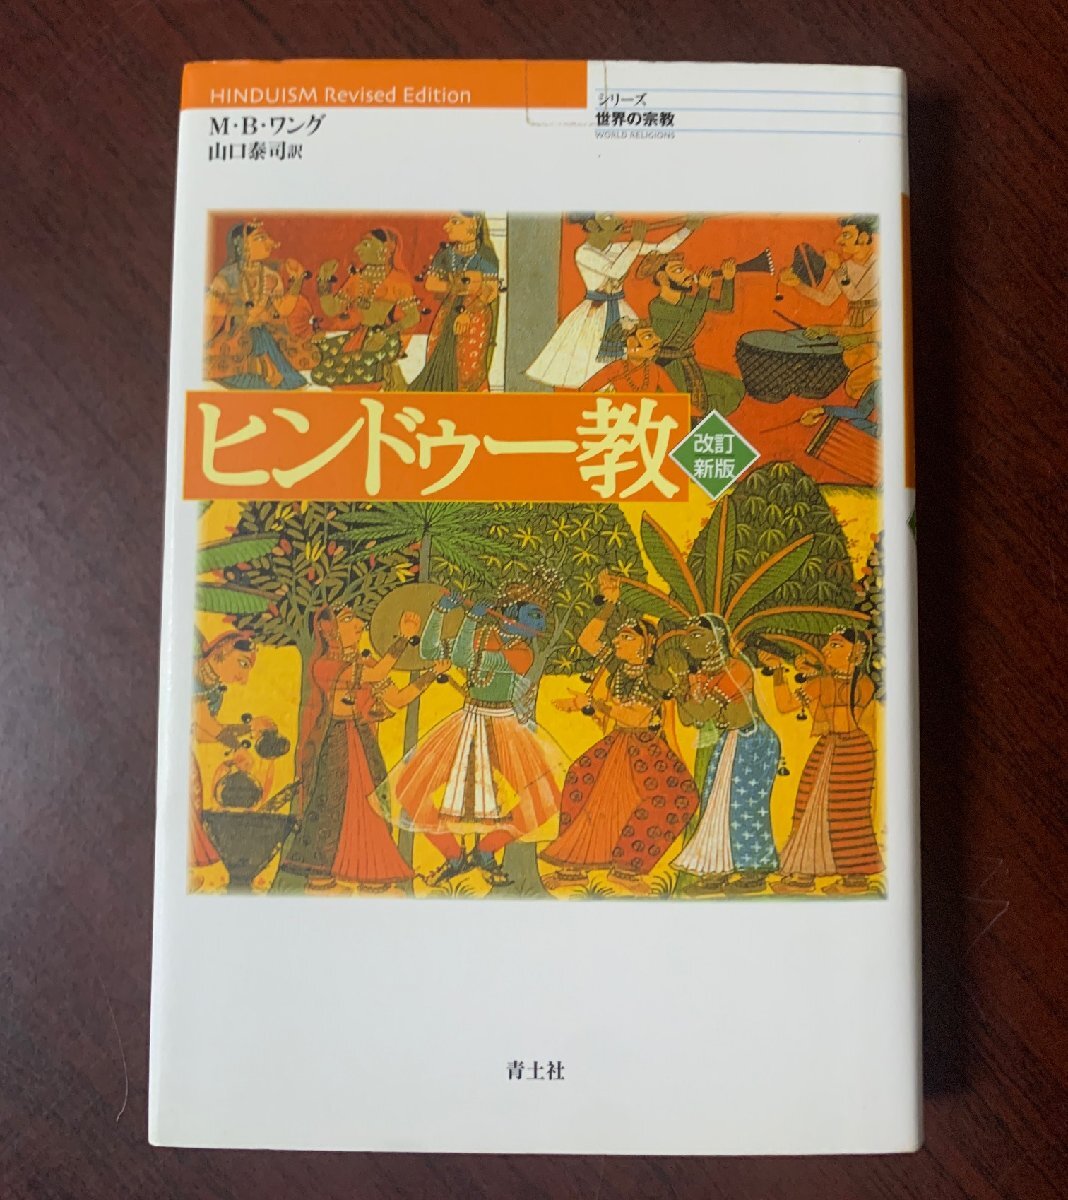 HINDUISM Revised Edition
M・B・ワング
山口泰司訳
シリーズ
世界の宗教
WORLD RELIGIONS
ヒンドゥー教
改訂
新版
青土社